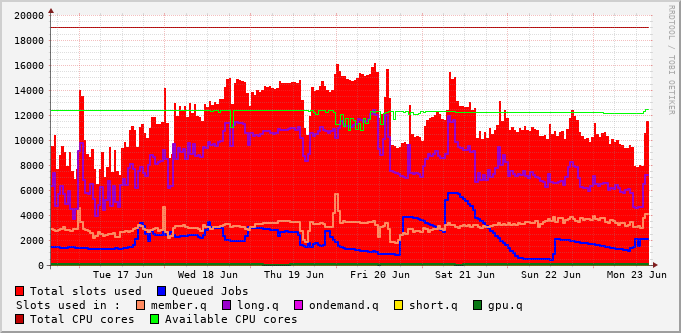 20000
18000
16000
14000
12000
10000
8000
6000
4000
2000
0
Tue 17 Jun Wed 18 Jun Thu 19 Jun Fri 20 Jun Sat 21 Jun Sun 22 Jun Mon 23 Jun
RRDTOOL / TOBI OETIKER
Total slots used Queued Jobs
Slots used in : member.q long.q ondemand.q short.q gpu.q
Total CPU cores Available CPU cores